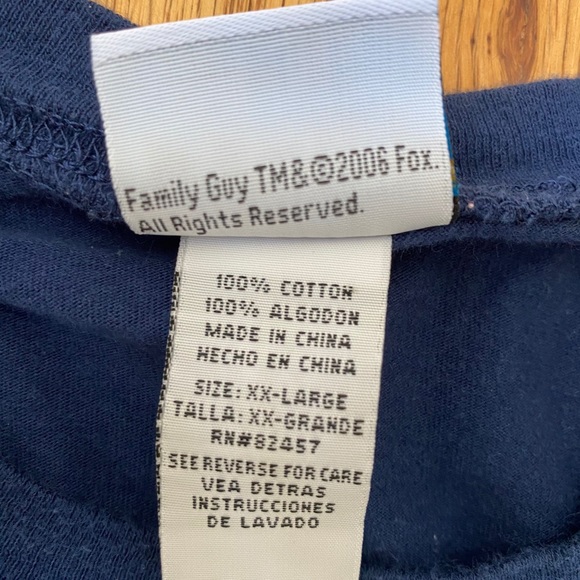 Family Guy TM&©2006 Fox.
All Rights Reserved.
100% COTTON
100% ALGODON
MADE IN CHINA
HECHO EN CHINA
SIZE: XX-LARGE
TALLA: XX-GRANDE
RN#82457
SEE REVERSE FOR CARE
VEA DETRAS
INSTRUCCIONES
DE LAVADO